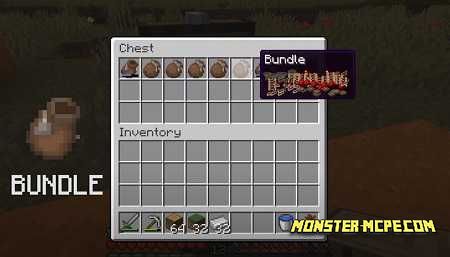 Chest
Bundle
Inventory
BUNDLE
64 32 32
MONSTER-MCPE.COM